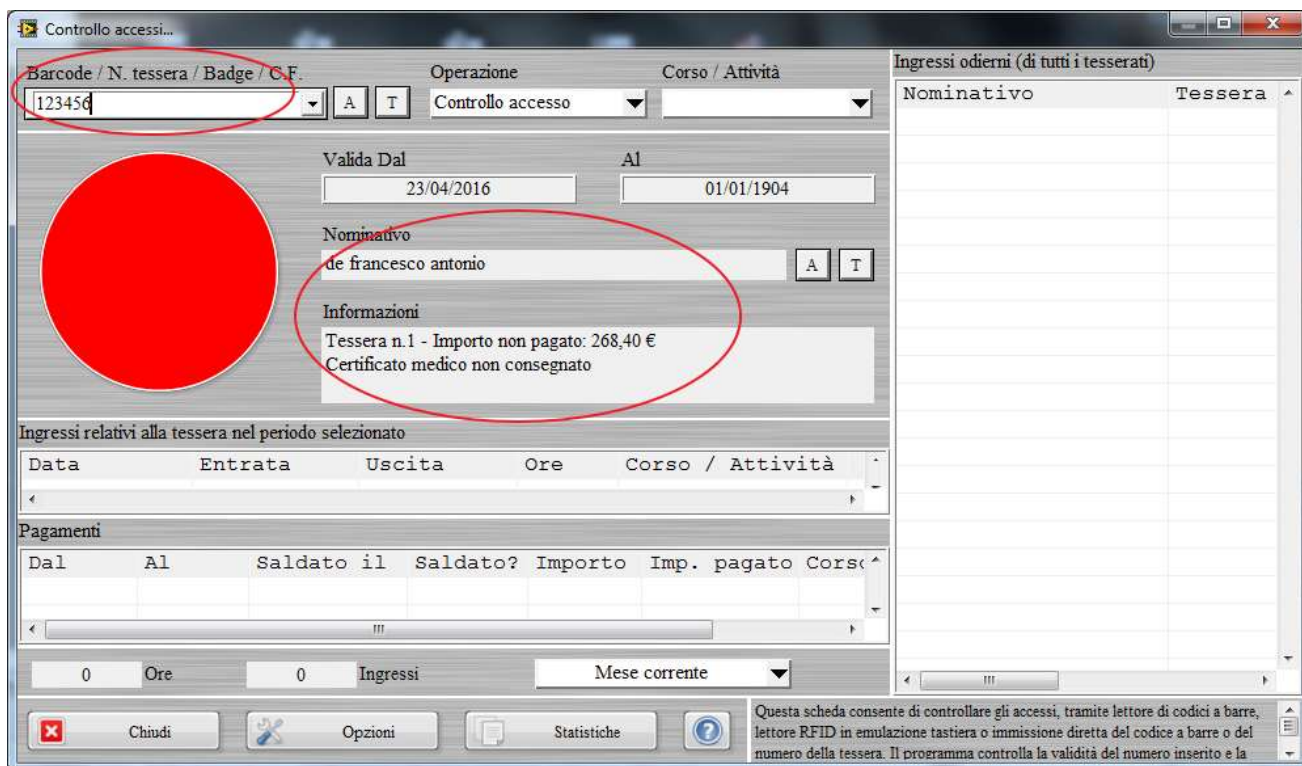 Controllo accessi...
Barcode / N. tessera / Badge / C.F.
Operazione
Corso / Attività
123456
A
T
Controllo accesso
Valida Dal
Al
23/04/2016
01/01/1904
Nominativo
de francesco antonio
A
T
Informazioni
Tessera n.1 - Importo non pagato: 268,40 €
Certificato medico non consegnato
Ingressi relativi alla tessera nel periodo selezionato
Data Entrata Uscita Ore Corso / Attività
Pagamenti
Dal Al Saldato il Saldato? Importo Imp. pagato Corso
0 Ore 0 Ingressi Mese corrente
Chiudi Opzioni Statistiche ?
Ingressi odierni (di tutti i tesserati)
Nominativo Tessera
Questa scheda consente di controllare gli accessi, tramite lettore di codici a barre,
lettore RFID in emulazione tastiera o immissione diretta del codice a barre o del
numero della tessera. Il programma controlla la validità del numero inserito e la